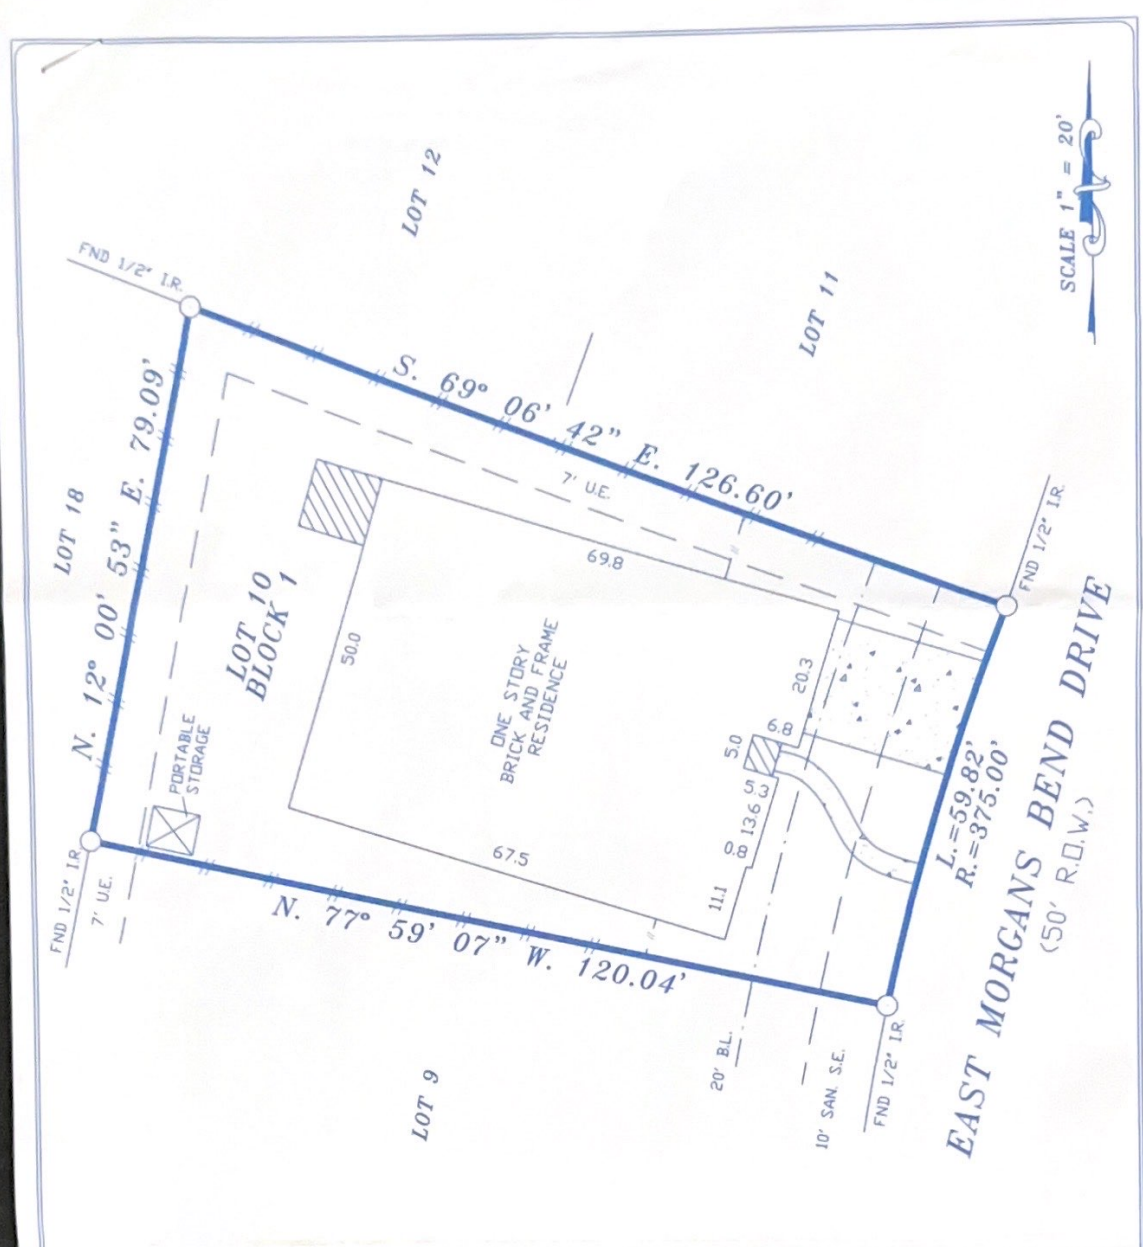 SCALE 1" = 20'
LOT 12
LOT 11
FND 1/2" I.R.
S. 69° 06' 42" E. 126.60'
7' U.E.
N. 12° 00' 53" E. 79.09'
LOT 18
LOT 10
BLOCK 1
PORTABLE
STORAGE
50.0
69.8
ONE STORY
BRICK AND FRAME
RESIDENCE
20.3
6.8
5.0
5.3
13.6
0.8
11.1
67.5
FND 1/2" I.R.
FND 1/2" I.R.
7' U.E.
N. 77° 59' 07" W. 120.04'
L.=59.82'
R.=375.00'
EAST MORGANS BEND DRIVE
(50' R.O.W.)
20' B.L.
10' SAN. S.E.
FND 1/2" I.R.
LOT 9